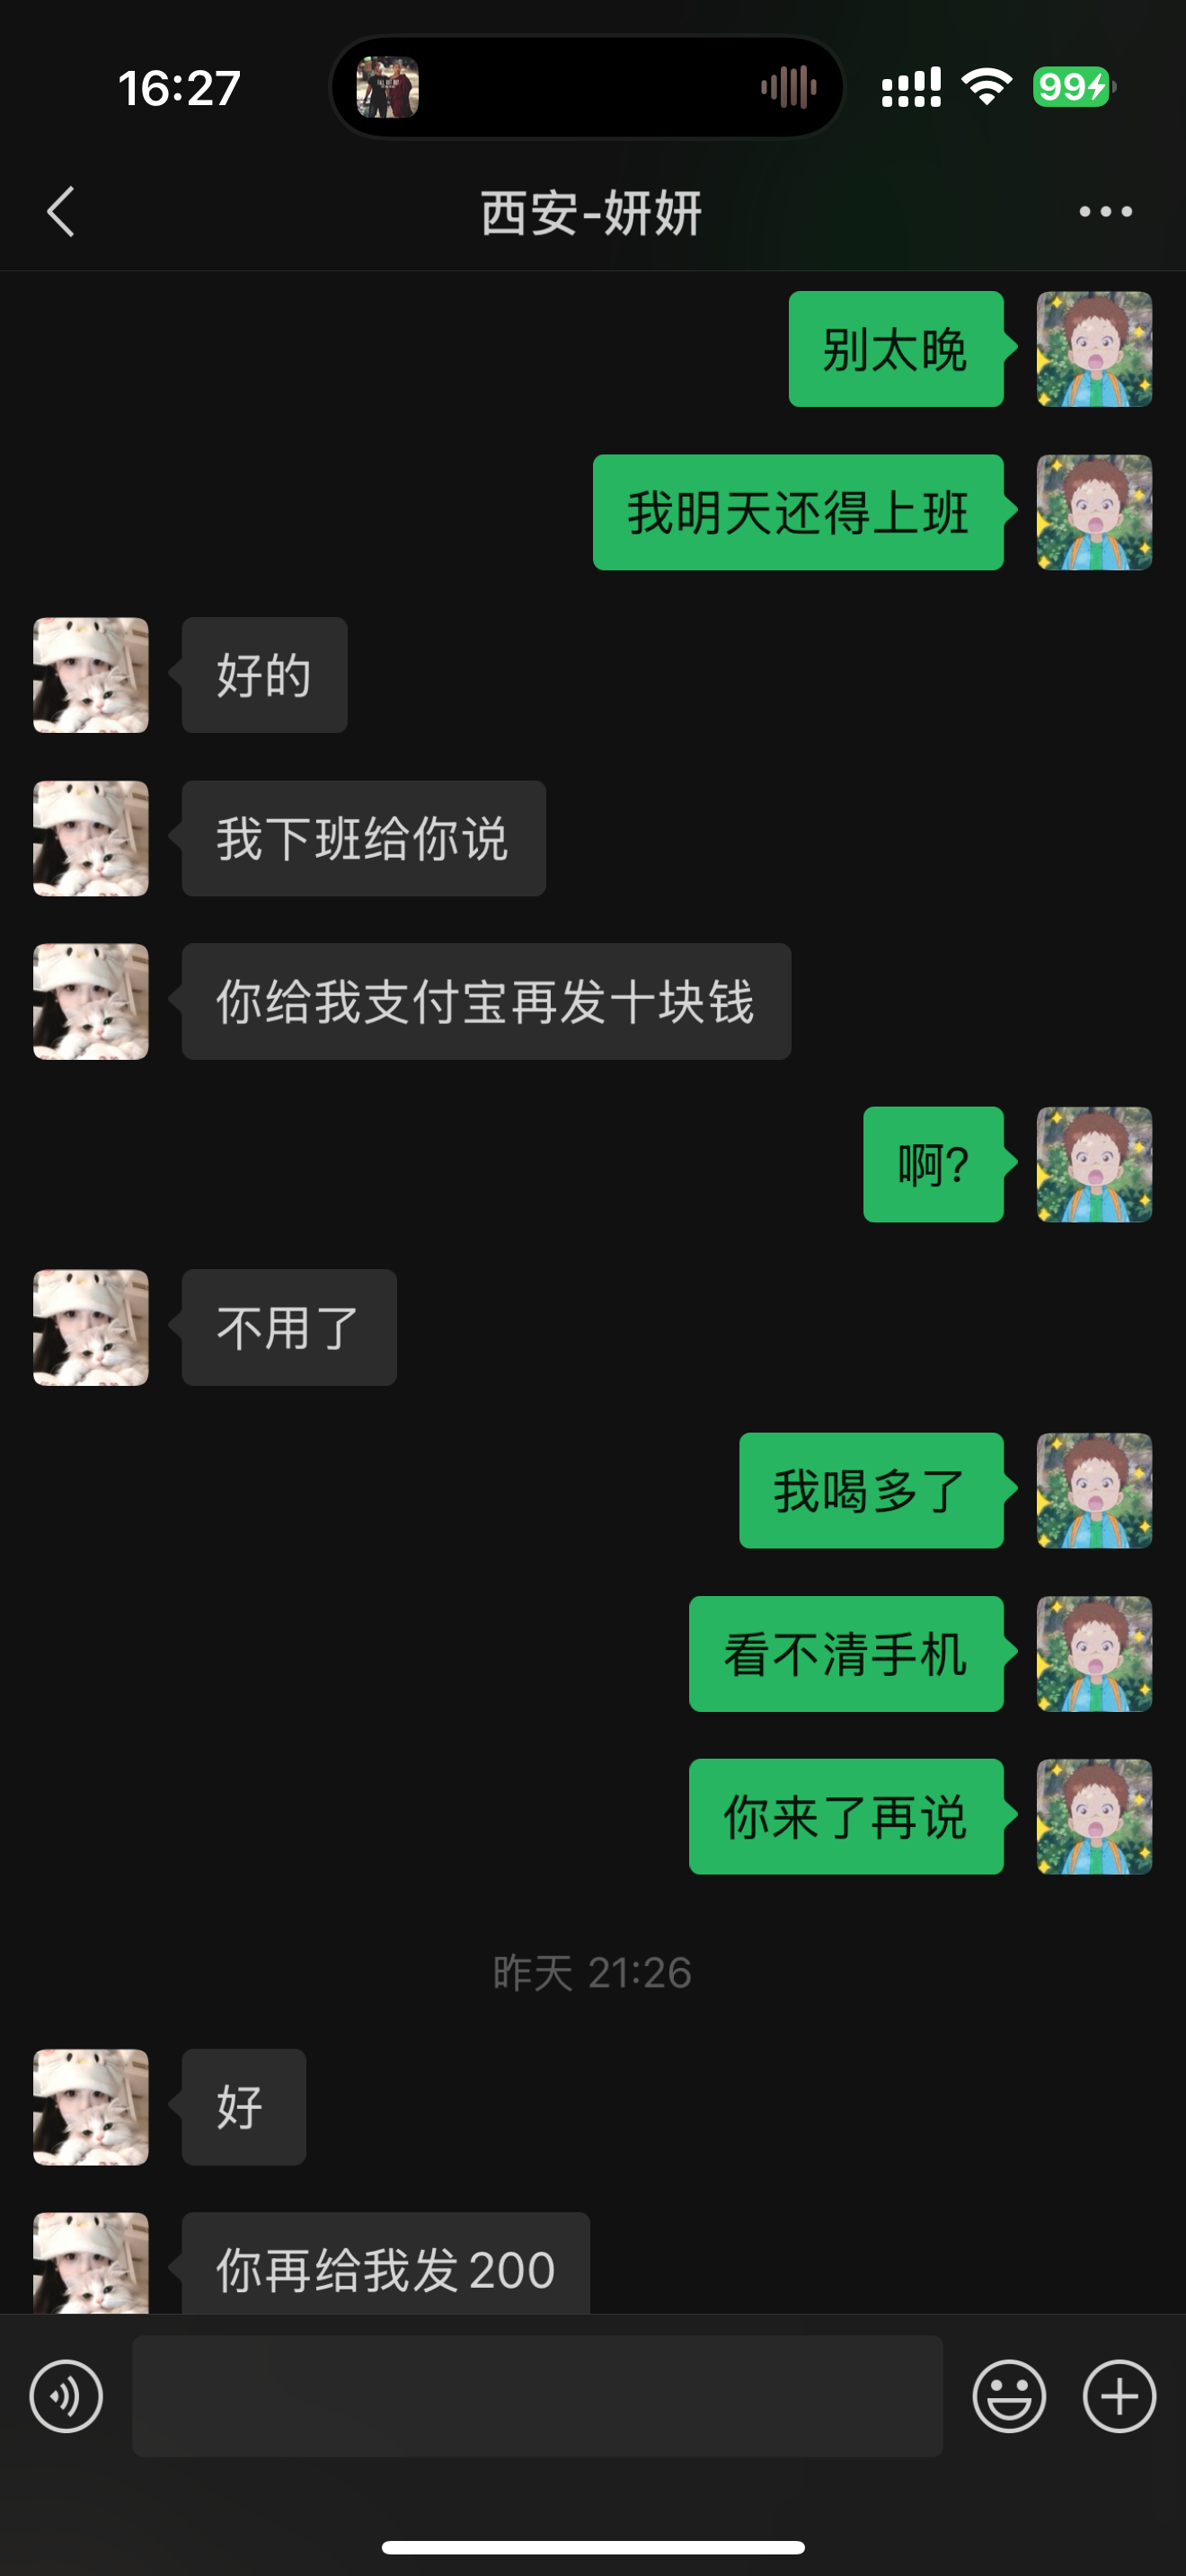 16:27
99
西安-妍妍
别太晚
我明天还得上班
好的
我下班给你说
你给我支付宝再发十块钱
啊?
不用了
我喝多了
看不清手机
你来了再说
昨天 21:26
好
你再给我发200